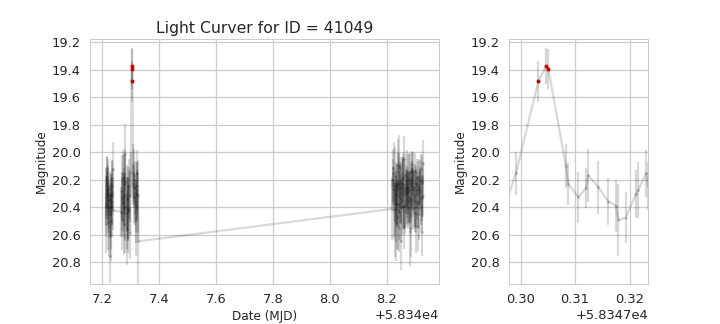 Light Curver for ID = 41049
19.2
19.4
19.6
19.8
20.0
20.2
20.4
20.6
20.8
Magnitude
7.2 7.4 7.6 7.8 8.0 8.2
Date (MJD)
+5.834e4
19.2
19.4
19.6
19.8
20.0
20.2
20.4
20.6
20.8
Magnitude
0.30 0.31 0.32
+5.8347e4